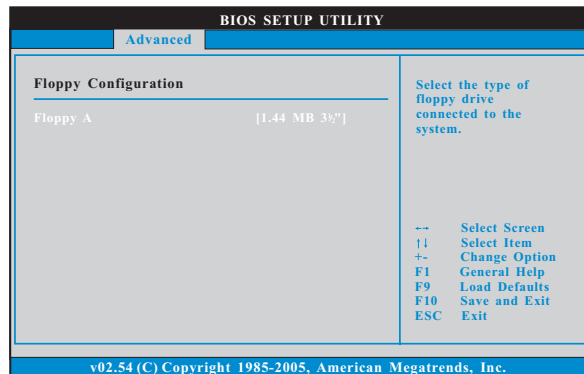 BIOS SETUP UTILITY
Advanced
Floppy Configuration
Floppy A [1.44 MB 3½"]
Select the type of
floppy drive
connected to the
system.
←→ Select Screen
↑↓ Select Item
+- Change Option
F1 General Help
F9 Load Defaults
F10 Save and Exit
ESC Exit
v02.54 (C) Copyright 1985-2005, American Megatrends, Inc.